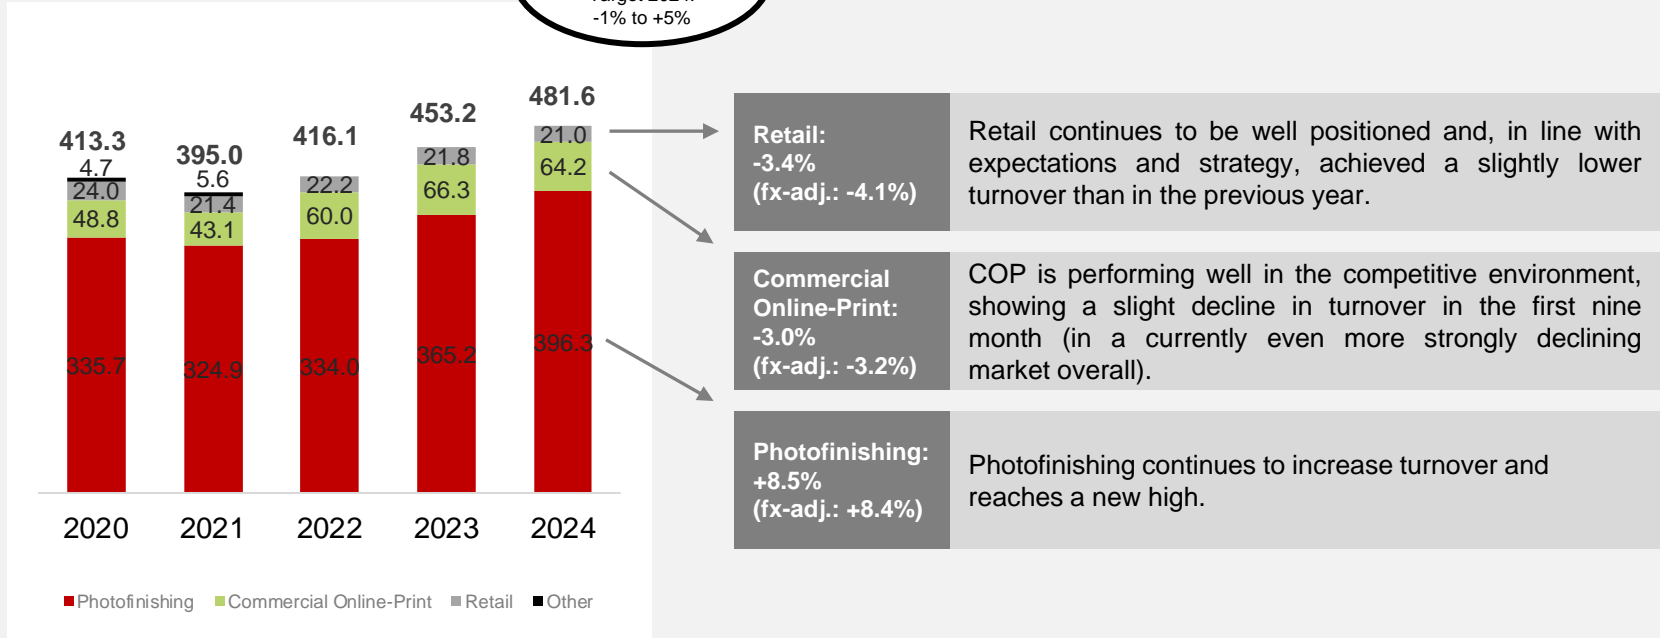 -1% to +5%
413.3
4.7
24.0
48.8
335.7
395.0
5.6
21.4
43.1
324.9
416.1
22.2
60.0
334.0
453.2
21.8
66.3
365.2
481.6
21.0
64.2
396.3
2020 2021 2022 2023 2024
Photofinishing Commercial Online-Print Retail Other
Retail:
-3.4%
(fx-adj.: -4.1%)
Retail continues to be well positioned and, in line with
expectations and strategy, achieved a slightly lower
turnover than in the previous year.
Commercial
Online-Print:
-3.0%
(fx-adj.: -3.2%)
COP is performing well in the competitive environment,
showing a slight decline in turnover in the first nine
month (in a currently even more strongly declining
market overall).
Photofinishing:
+8.5%
(fx-adj.: +8.4%)
Photofinishing continues to increase turnover and
reaches a new high.